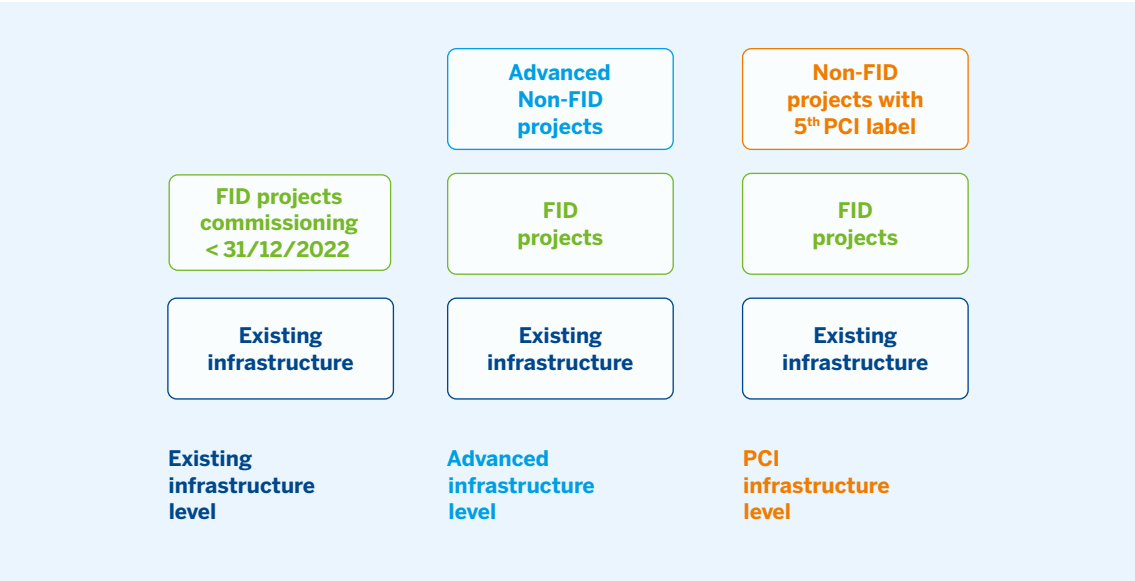 Advanced
Non-FID
projects
Non-FID
projects with
5th PCI label
FID projects
commissioning
< 31/12/2022
FID
projects
FID
projects
Existing
infrastructure
Existing
infrastructure
Existing
infrastructure
Existing
infrastructure
level
Advanced
infrastructure
level
PCI
infrastructure
level